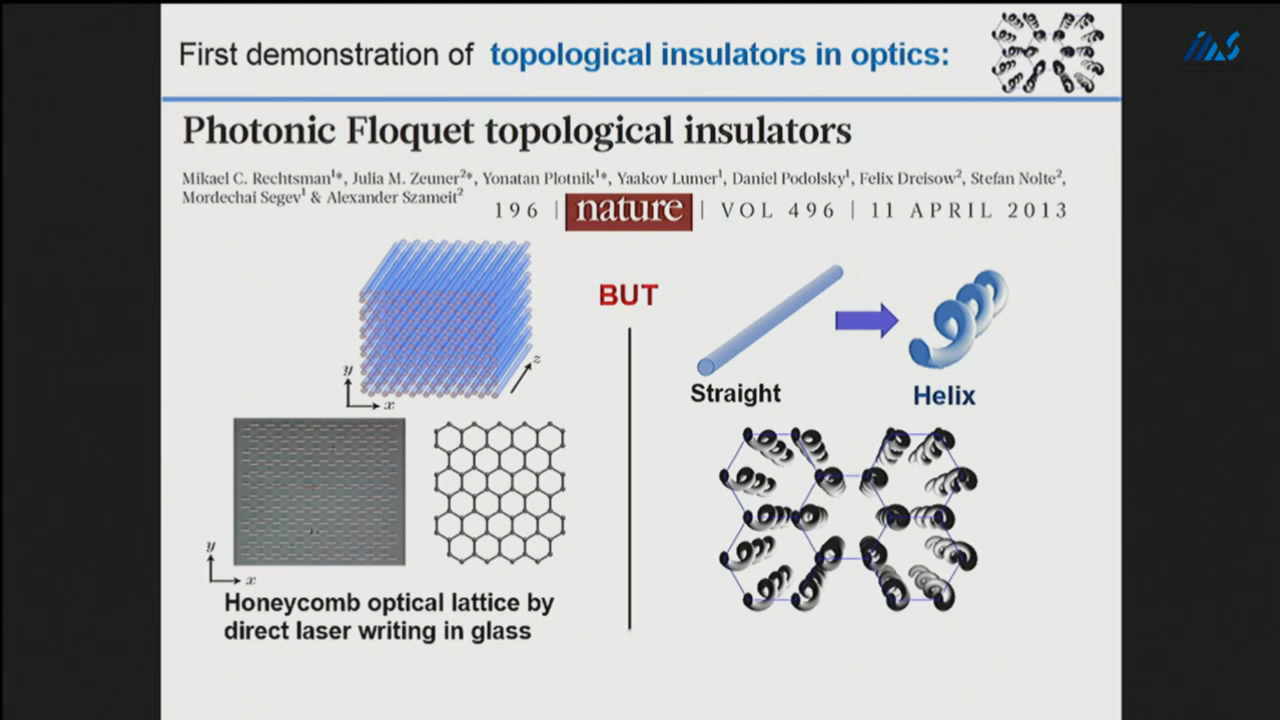 First demonstration of topological insulators in optics:
IMS
Photonic Floquet topological insulators
Mikael C. Rechtsman¹*, Julia M. Zeuner²*, Yonatan Plotnik¹*, Yaakov Lumer¹, Daniel Podolsky¹, Felix Dreisow², Stefan Nolte²,
Mordechai Segev¹ & Alexander Szameit²
196 | nature | VOL 496 | 11 APRIL 2013
BUT
y
z
x
Straight
Helix
y
x
Honeycomb optical lattice by
direct laser writing in glass